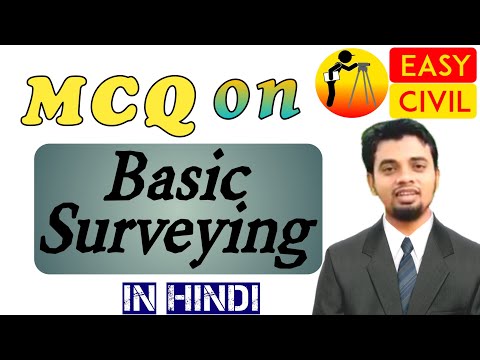 MCQ on
EASY
CIVIL
Basic
Surveying
IN HINDI